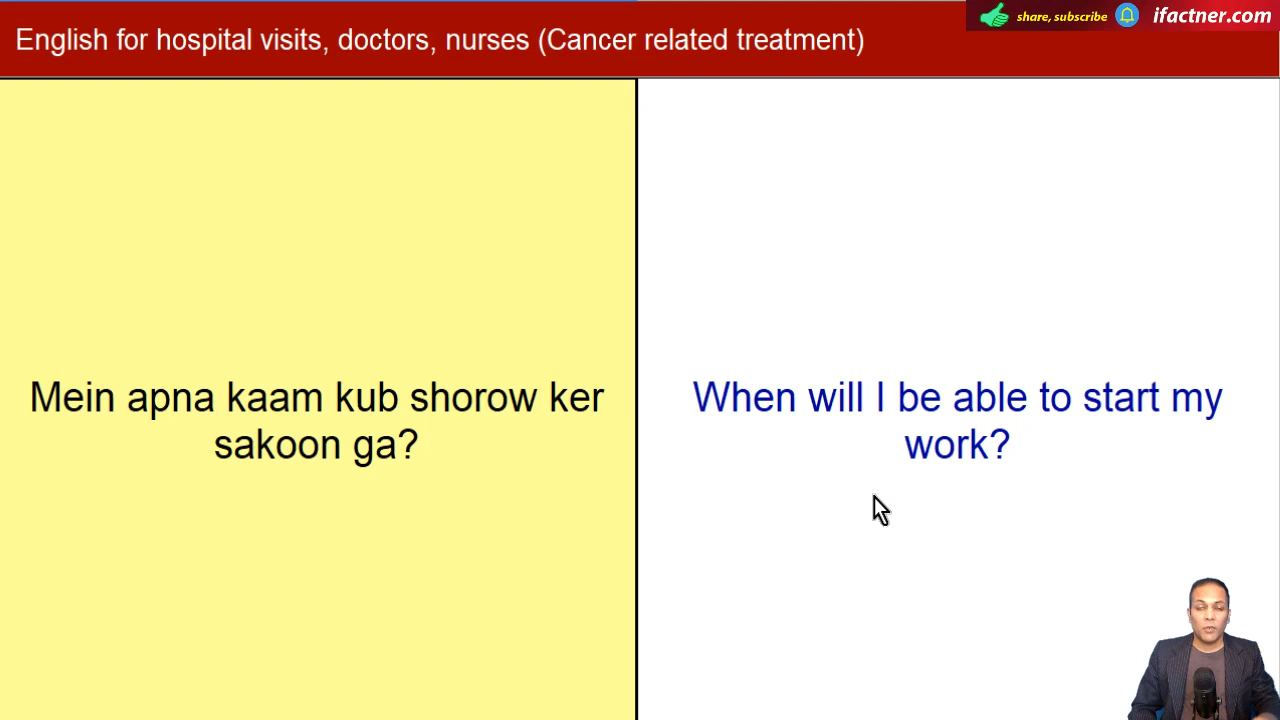 share, subscribe ifactner.com
English for hospital visits, doctors, nurses (Cancer related treatment)
Mein apna kaam kub shorow ker
sakoon ga?
When will I be able to start my
work?